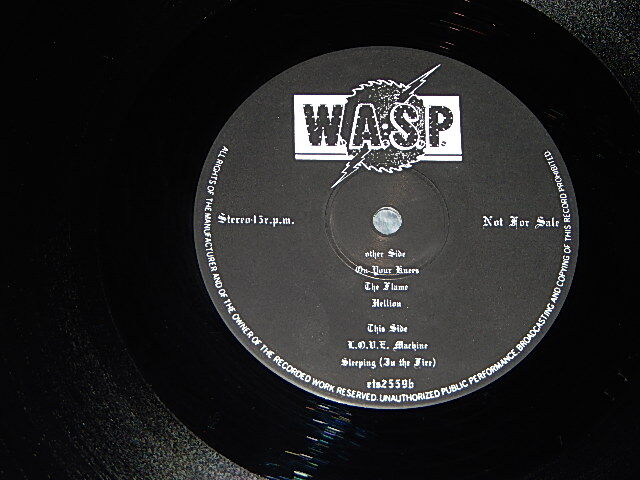 W.A.S.P.
Stereo-45r.p.m.
Not For Sale
other Side
On Your Knees
The Flame
Hellion
This Side
L.O.V.E. Machine
Sleeping (In the Fire)
rts2559b
ALL RIGHTS OF THE MANUFACTURER AND OF THE OWNER OF THE RECORDED WORK RESERVED. UNAUTHORIZED PUBLIC PERFORMANCE BROADCASTING AND COPYING OF THIS RECORD PROHIBITED.